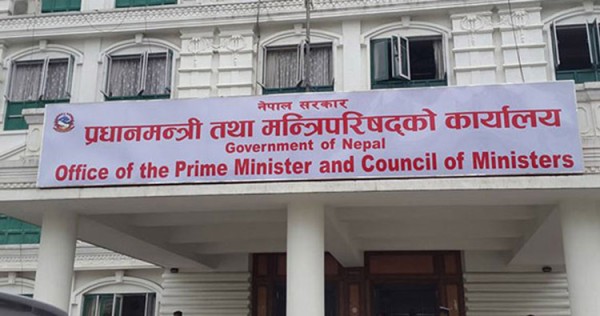 नेपाल सरकार
प्रधानमन्त्री तथा मन्त्रिपरिषद्को कार्यालय
Government of Nepal
Office of the Prime Minister and Council of Ministers